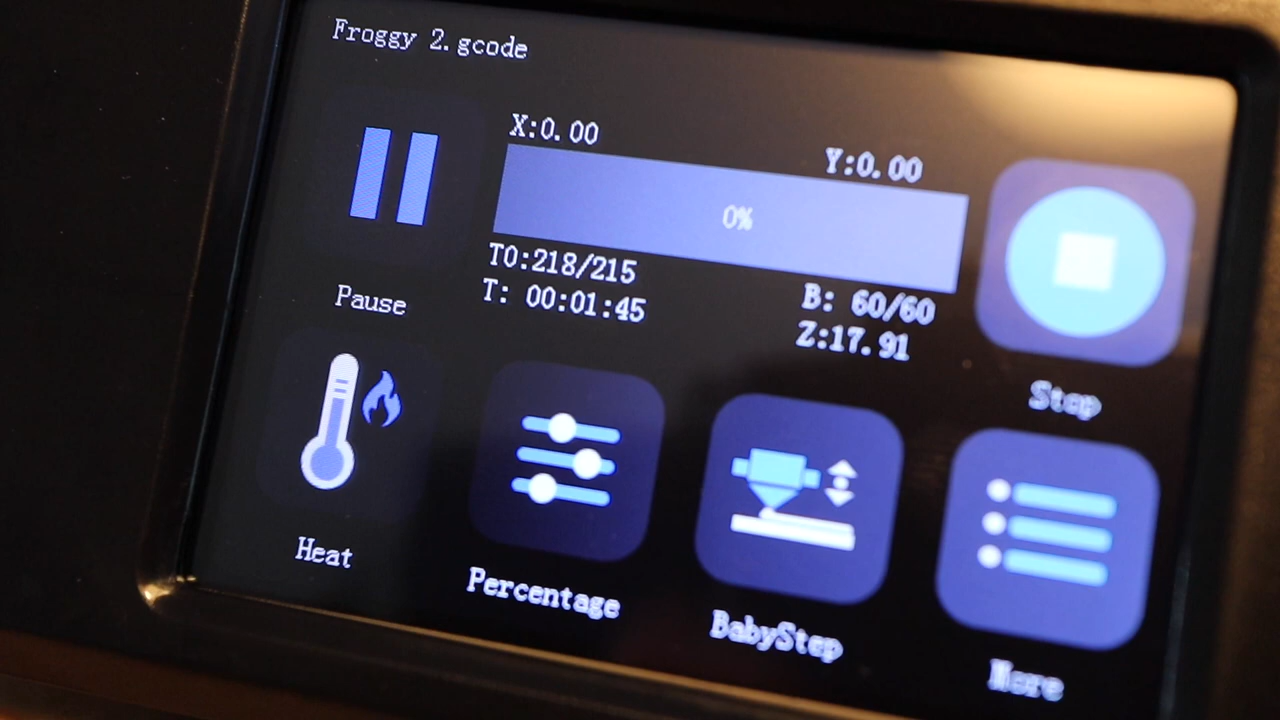 Froggy 2.gcode
X:0.00
Y:0.00
0%
T0:218/215
B: 60/60
T: 00:01:45
Z:17.91
Pause
Stop
Heat
Percentage
BabyStep
More